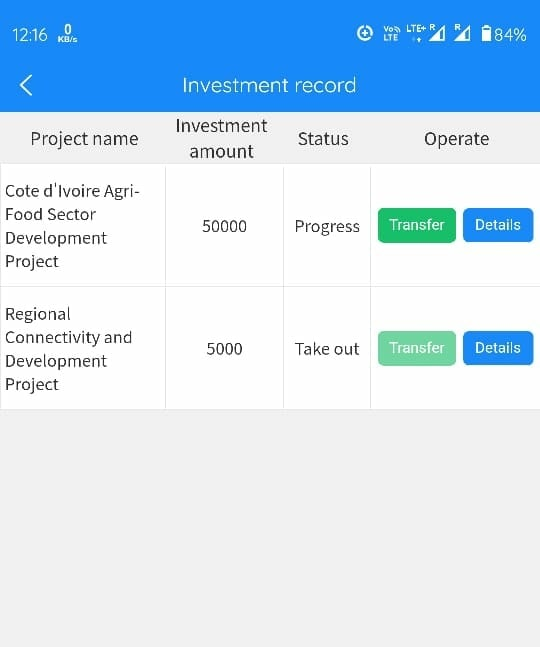 12:16 0 KB/s Vo)) LTE LTE+ R R 84%
Investment record
Project name
Investment
amount
Status
Operate
Cote d'Ivoire Agri-
Food Sector
Development
Project
50000
Progress
Transfer
Details
Regional
Connectivity and
Development
Project
5000
Take out
Transfer
Details